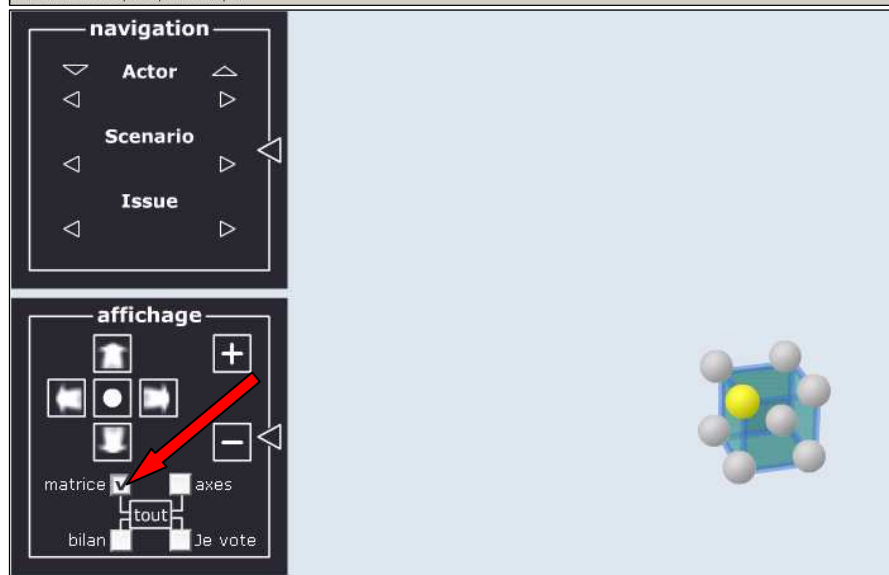 navigation
Actor
Scenario
Issue
affichage
matrice axes
tout
bilan Je vote